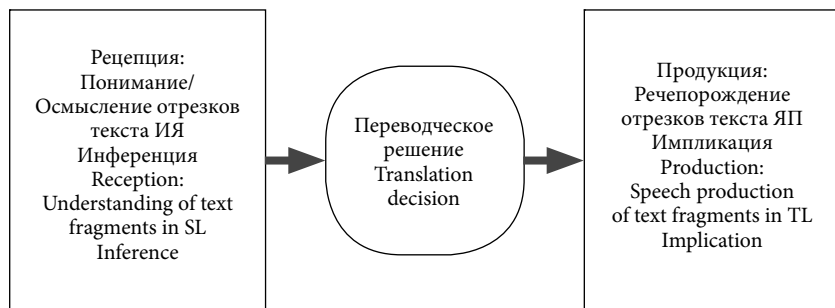 Рецепция:
Понимание/
Осмысление отрезков
текста ИЯ
Инференция
Reception:
Understanding of text
fragments in SL
Inference
Переводческое
решение
Translation
decision
Продукция:
Речепорождение
отрезков текста ЯП
Импликация
Production:
Speech production
of text fragments in TL
Implication